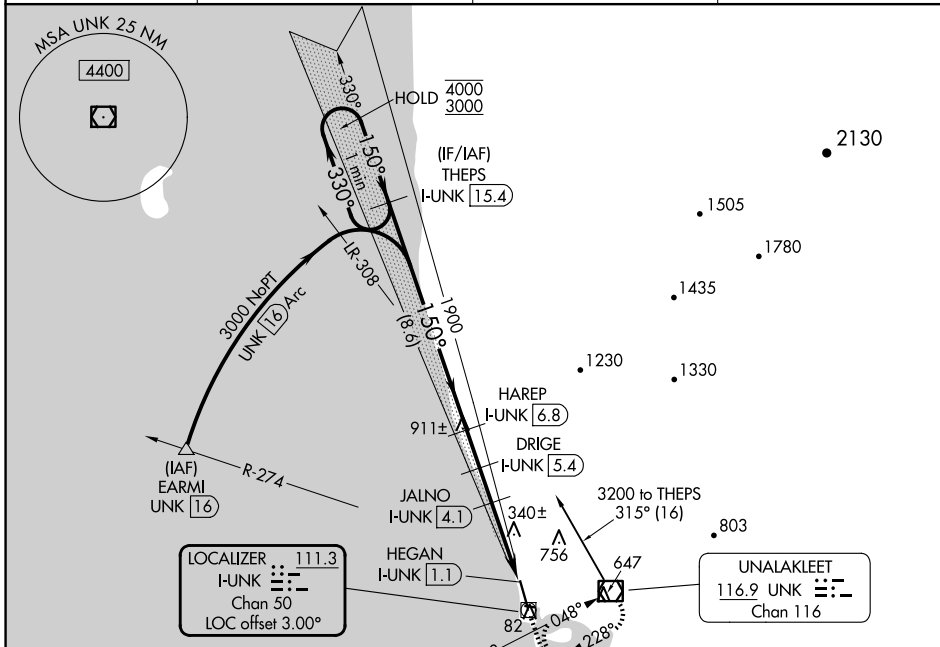 MSA UNK 25 NM
4400
330°
HOLD 4000
3000
150°
1 min
330°
(IF/IAF)
THEPS
I-UNK 15.4
2130
1505
1780
1435
1230
1330
LR-308
3000 NoPT
UNK 16 Arc
(8.6)
150°
1900
HAREP
I-UNK 6.8
911±
DRIGE
I-UNK 5.4
R-274
(IAF)
EARMI
UNK 16
JALNO
I-UNK 4.1
340±
3200 to THEPS
315° (16)
803
756
HEGAN
I-UNK 1.1
647
LOCALIZER 111.3
I-UNK
Chan 50
LOC offset 3.00°
UNALAKLEET
116.9 UNK
Chan 116
82
048°
228°